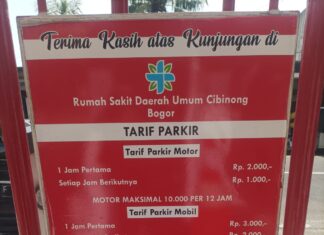 Terima Kasih atas Kunjungan di
Rumah Sakit Daerah Umum Cibinong
Bogor
TARIF PARKIR
Tarif Parkir Motor
1 Jam Pertama Rp. 2.000,-
Setiap Jam Berikutnya Rp. 1.000,-
MOTOR MAKSIMAL 10.000 PER 12 JAM
Tarif Parkir Mobil
1 Jam Pertama Rp. 3.000,-